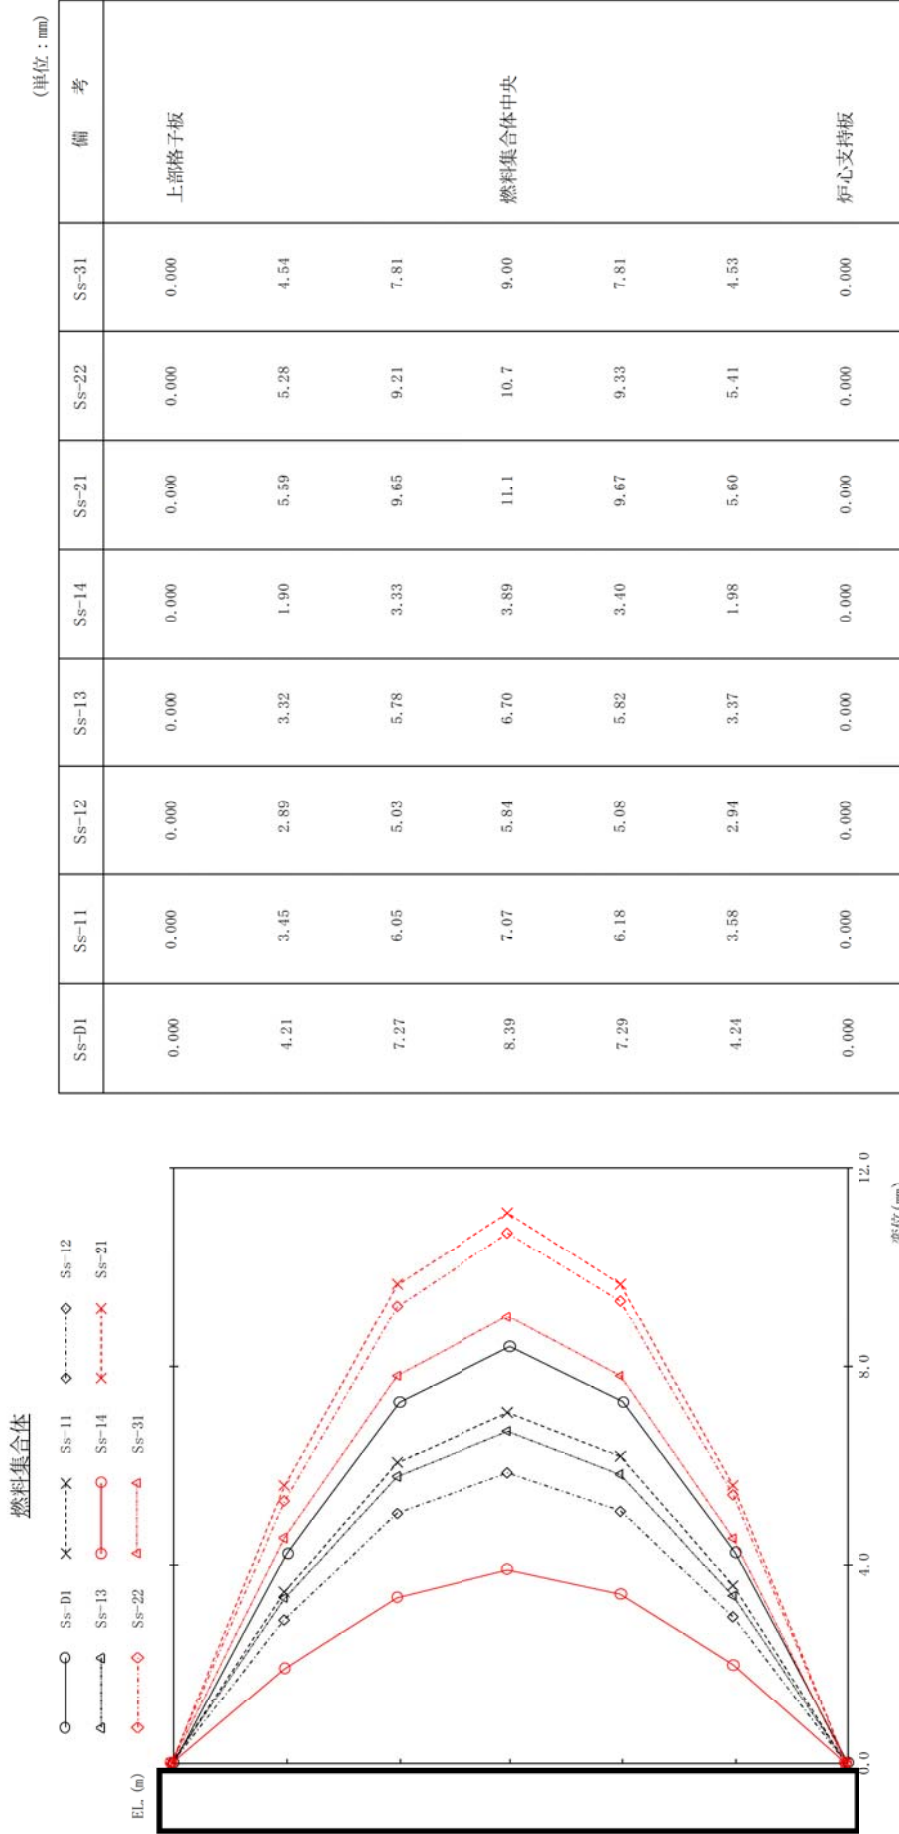 燃料集合体
Ss-D1 Ss-11 Ss-12
Ss-13 Ss-14 Ss-21
Ss-22 Ss-31
EL.(m)
0.0 4.0 8.0 12.0
変位(mm)
(単位：mm)
Ss-D1 Ss-11 Ss-12 Ss-13 Ss-14 Ss-21 Ss-22 Ss-31 備 考
0.000 0.000 0.000 0.000 0.000 0.000 0.000 0.000 上部格子板
4.21 3.45 2.89 3.32 1.90 5.59 5.28 4.54
7.27 6.05 5.03 5.78 3.33 9.65 9.21 7.81
8.39 7.07 5.84 6.70 3.89 11.1 10.7 9.00 燃料集合体中央
7.29 6.18 5.08 5.82 3.40 9.67 9.33 7.81
4.24 3.58 2.94 3.37 1.98 5.60 5.41 4.53
0.000 0.000 0.000 0.000 0.000 0.000 0.000 0.000 炉心支持板